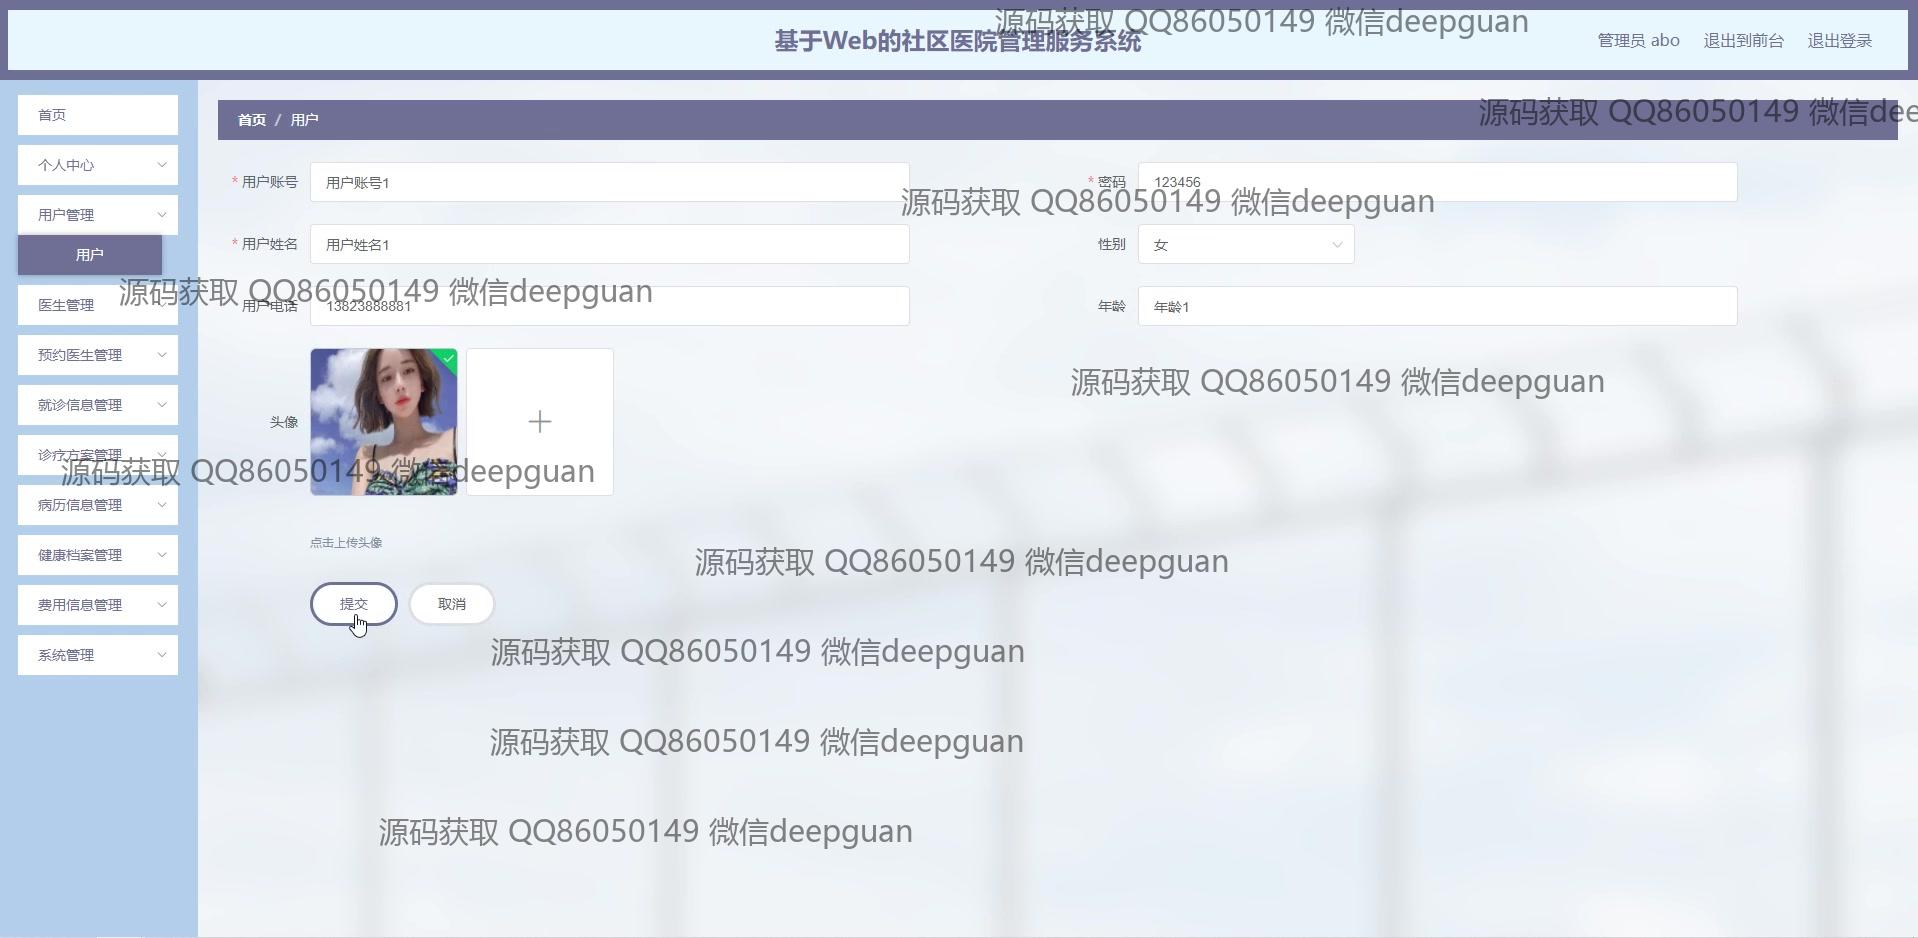 源码获取 QQ86050149 微信deepguan
基于Web的社区医院管理服务系统
管理员 abo 退出到前台 退出登录
首页
首页 / 用户
源码获取 QQ86050149 微信dee
个人中心
* 用户账号 用户账号1
* 密码 123456
源码获取 QQ86050149 微信deepguan
用户管理
* 用户姓名 用户姓名1
性别 女
用户
源码获取 QQ86050149 微信deepguan
医生管理
用户电话 13823888881
年龄 年龄1
预约医生管理
源码获取 QQ86050149 微信deepguan
就诊信息管理
头像
诊疗方案管理
源码获取 QQ86050149 微信deepguan
病历信息管理
点击上传头像
健康档案管理
源码获取 QQ86050149 微信deepguan
费用信息管理
提交 取消
系统管理
源码获取 QQ86050149 微信deepguan
源码获取 QQ86050149 微信deepguan
源码获取 QQ86050149 微信deepguan